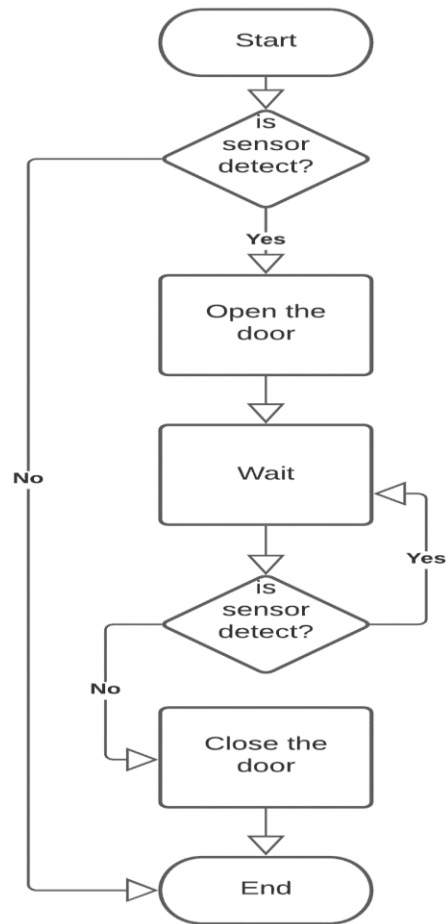 Start
is
sensor
detect?
Yes
Open the
door
No
Wait
Yes
is
sensor
detect?
No
Close the
door
End